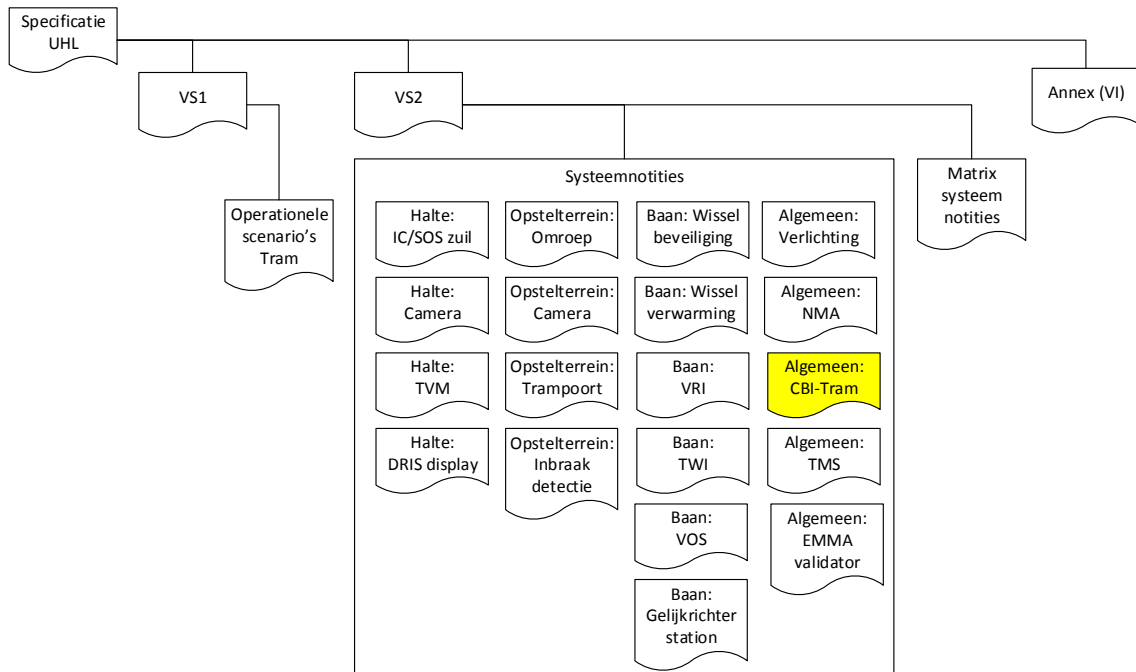 Specificatie
UHL
VS1
VS2
Annex (VI)
Operationele
scenario's
Tram
Systeemnotities
Matrix
systeem
notities
Halte:
IC/SOS zuil
Opstelterrein:
Omroep
Baan: Wissel
beveiliging
Algemeen:
Verlichting
Halte:
Camera
Opstelterrein:
Camera
Baan: Wissel
verwarming
Algemeen:
NMA
Halte:
TVM
Opstelterrein:
Trampoort
Baan:
VRI
Algemeen:
CBI-Tram
Halte:
DRIS display
Opstelterrein:
Inbraak
detectie
Baan:
TWI
Algemeen:
TMS
Baan:
VOS
Algemeen:
EMMA
validator
Baan:
Gelijkrichter
station